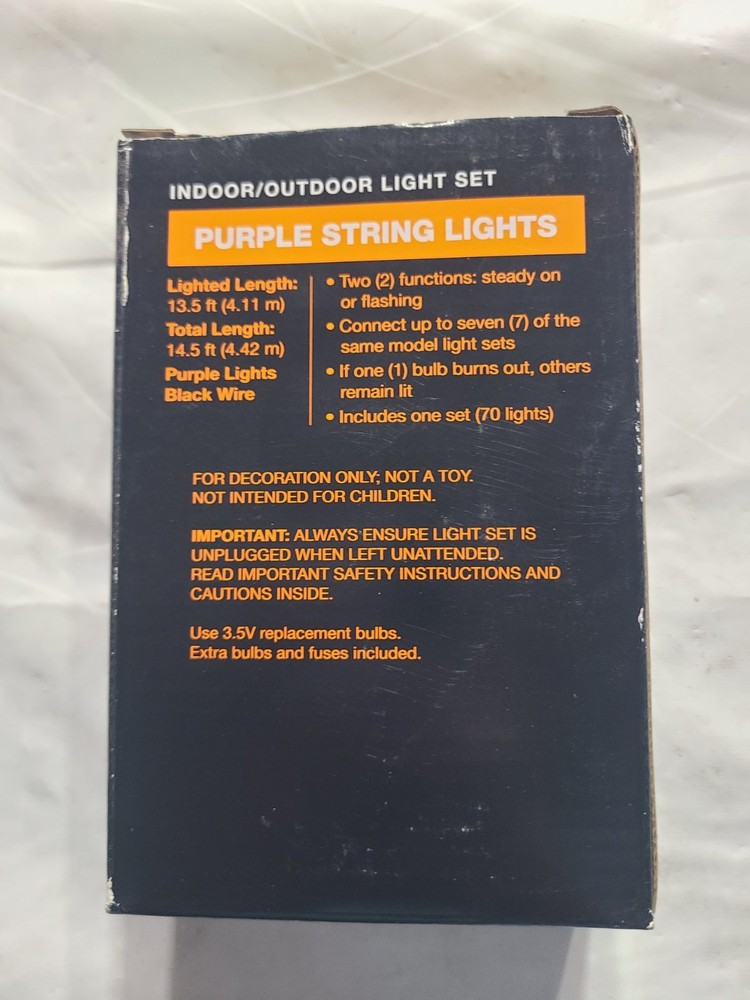 INDOOR/OUTDOOR LIGHT SET
PURPLE STRING LIGHTS
Lighted Length:
13.5 ft (4.11 m)
Total Length:
14.5 ft (4.42 m)
Purple Lights
Black Wire
• Two (2) functions: steady on
or flashing
• Connect up to seven (7) of the
same model light sets
• If one (1) bulb burns out, others
remain lit
• Includes one set (70 lights)
FOR DECORATION ONLY; NOT A TOY.
NOT INTENDED FOR CHILDREN.
IMPORTANT: ALWAYS ENSURE LIGHT SET IS
UNPLUGGED WHEN LEFT UNATTENDED.
READ IMPORTANT SAFETY INSTRUCTIONS AND
CAUTIONS INSIDE.
Use 3.5V replacement bulbs.
Extra bulbs and fuses included.